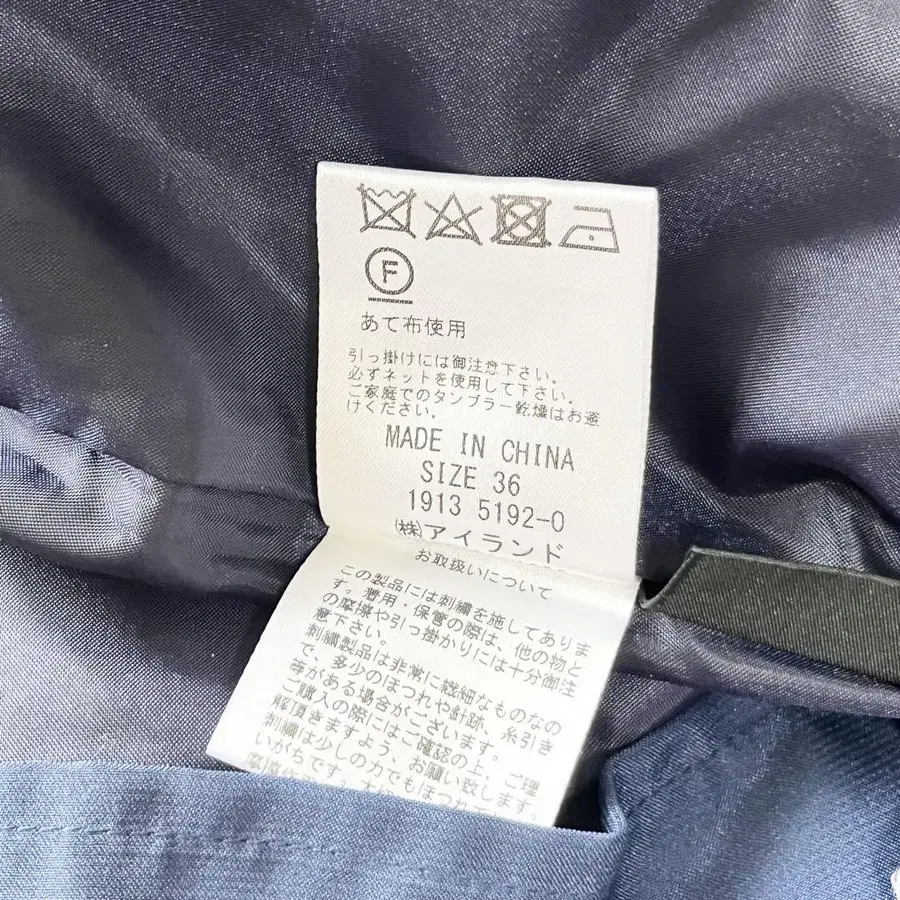 F
あて布使用
引っ掛けには御注意下さい。
必ずネットを使用して下さい。
ご家庭でのタンブラー乾燥はお避
けください。
MADE IN CHINA
SIZE 36
1913 5192-0
㈱アイランド
お取扱いについて
この製品には刺繍を施してありま
す。着用・保管の際は、他の物と
の摩擦や引っ掛かりには十分御注
意下さい。
刺繍製品は非常に繊細なものなの
で、多少のほつれや針跡、糸引き
等がある場合がございます。
ご購入の際にはご確認の上、ご理
解頂きますよう、お願い致します。
刺繍は少しの力でもほつれて
いがちです。